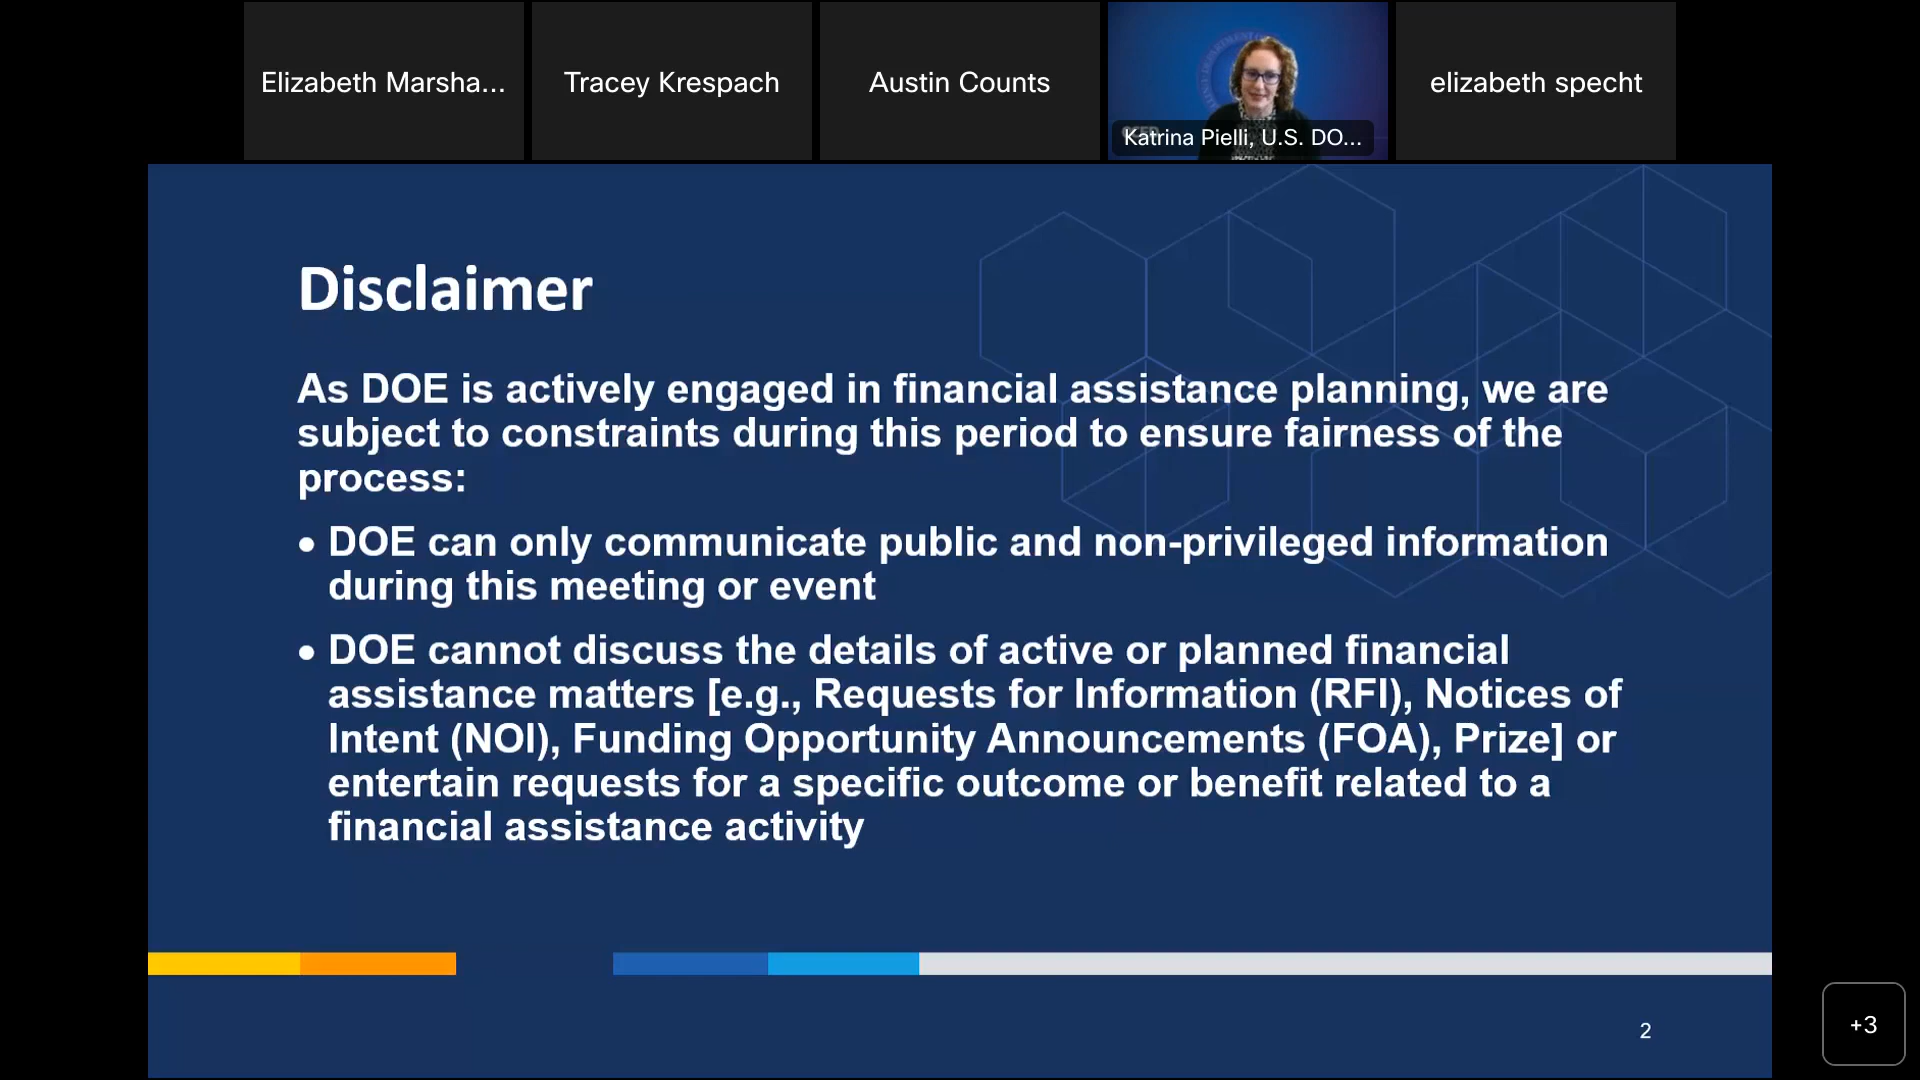 Elizabeth Marsha...
Tracey Krespach
Austin Counts
Katrina Pielli, U.S. DO...
elizabeth specht
Disclaimer
As DOE is actively engaged in financial assistance planning, we are
subject to constraints during this period to ensure fairness of the
process:
• DOE can only communicate public and non-privileged information
during this meeting or event
• DOE cannot discuss the details of active or planned financial
assistance matters [e.g., Requests for Information (RFI), Notices of
Intent (NOI), Funding Opportunity Announcements (FOA), Prize] or
entertain requests for a specific outcome or benefit related to a
financial assistance activity
2
+3